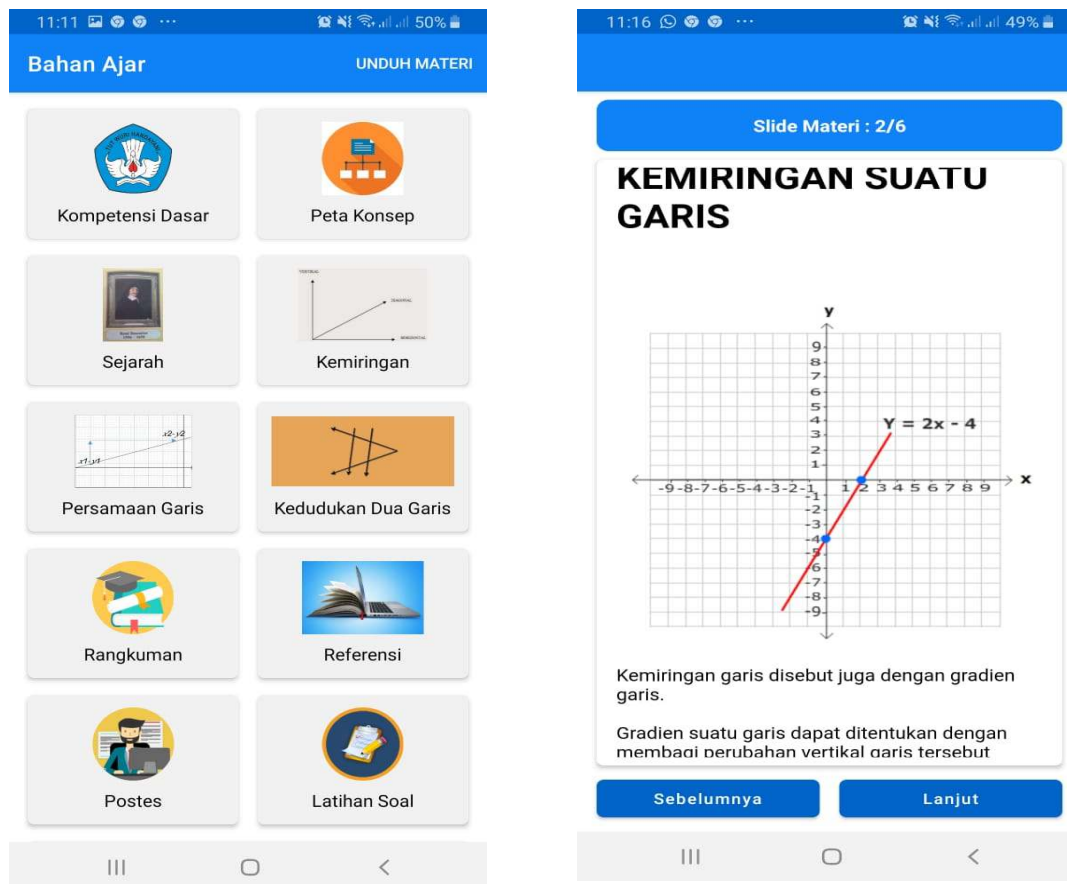 11:11 ... 50%
Bahan Ajar UNDUH MATERI
Kompetensi Dasar
Peta Konsep
Sejarah
Kemiringan
x2-y2
x1-y1
Persamaan Garis
Kedudukan Dua Garis
Rangkuman
Referensi
Postes
Latihan Soal
11:16 ... 49%
Slide Materi : 2/6
KEMIRINGAN SUATU
GARIS
y
9
8
7
6
5
4
Y = 2x - 4
3
2
1
-9 -8 -7 -6 -5 -4 -3 -2 -1 1 2 3 4 5 6 7 8 9 x
-1
-2
-3
-4
5
6
-7
-8
-9
Kemiringan garis disebut juga dengan gradien
garis.
Gradien suatu garis dapat ditentukan dengan
membagi perubahan vertikal garis tersebut
Sebelumnya
Lanjut